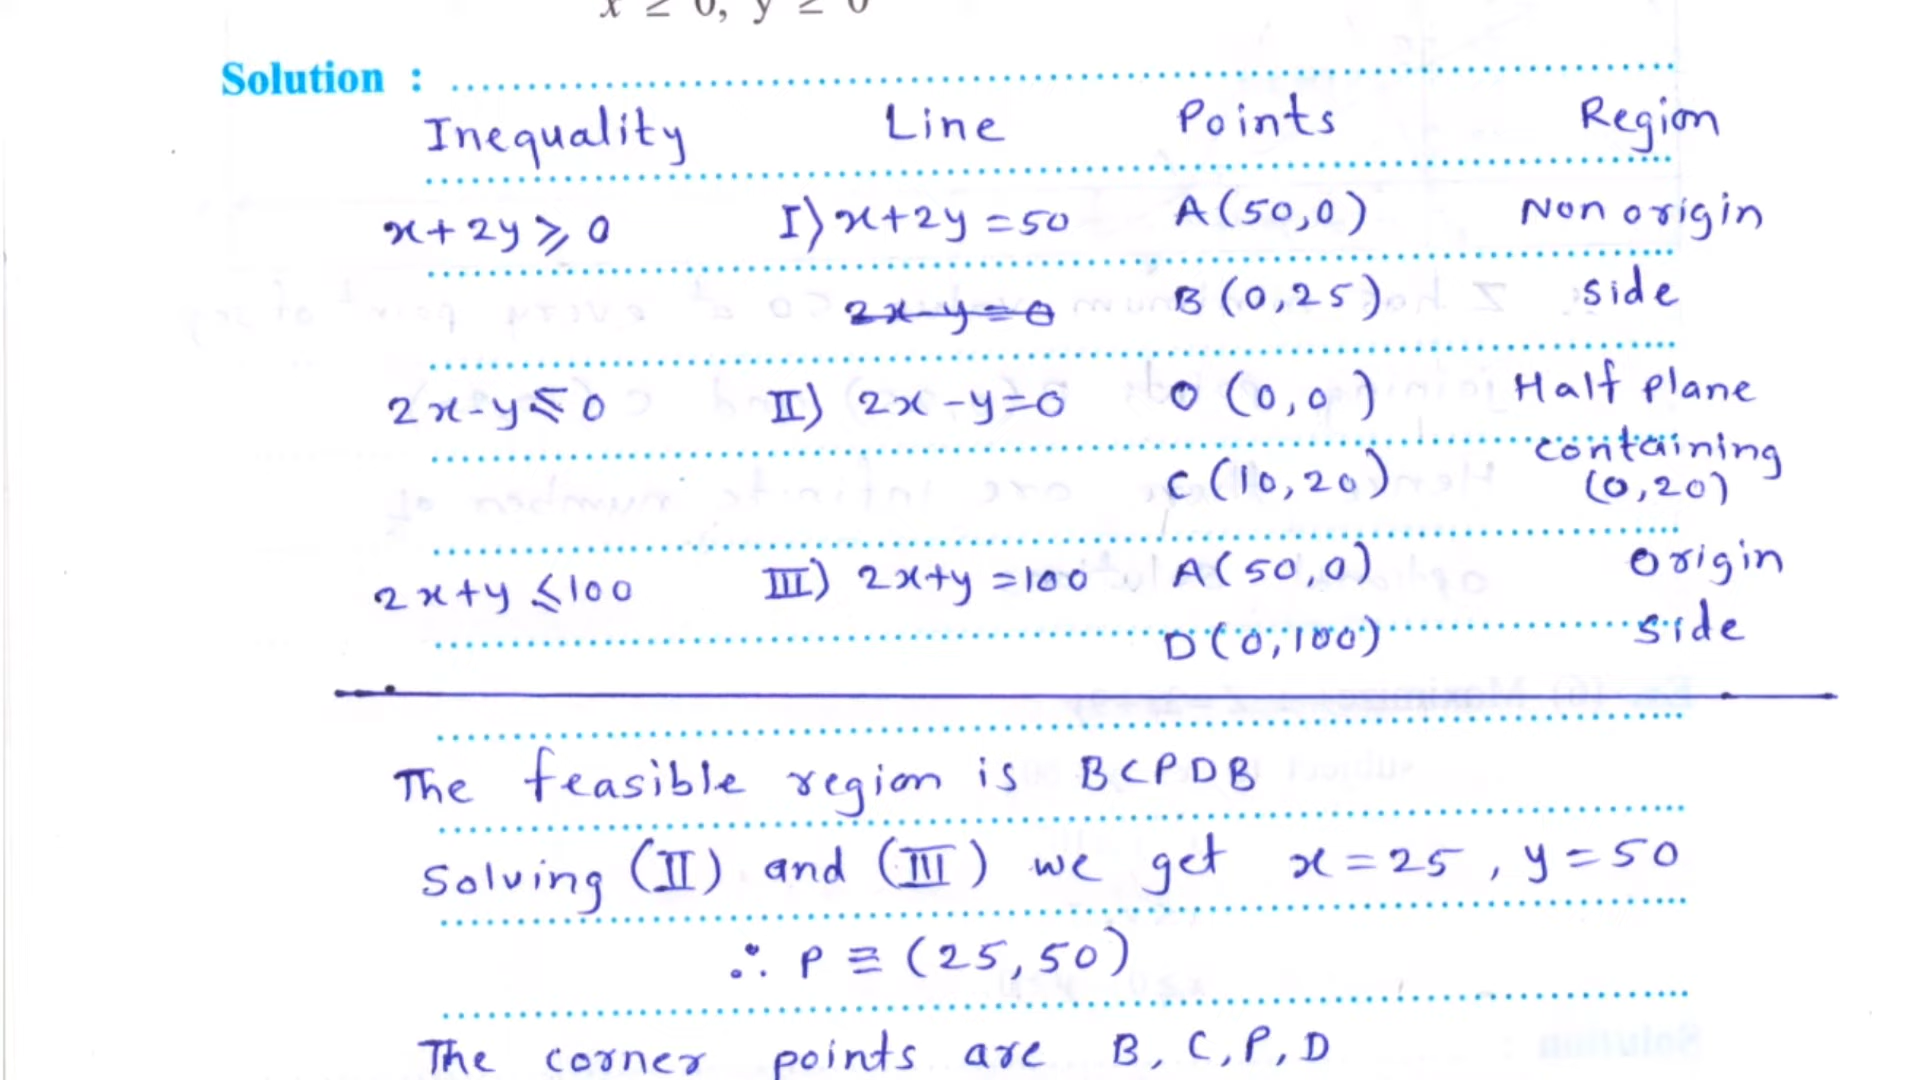 x ≥ 0, y ≥ 0
Solution :
Inequality Line Points Region
x+2y ⩾ 0 I) x+2y = 50 A(50,0) Non origin
2x-y=0 B(0,25) side
2x-y ⩽ 0 II) 2x-y=0 O(0,0) Half plane
containing
C(10,20) (0,20)
2x+y ⩽100 III) 2x+y =100 A(50,0) origin
D(0,100) side
The feasible region is BCPDB
Solving (II) and (III) we get x=25, y=50
∴ P ≡ (25,50)
The corner points are B, C, P, D